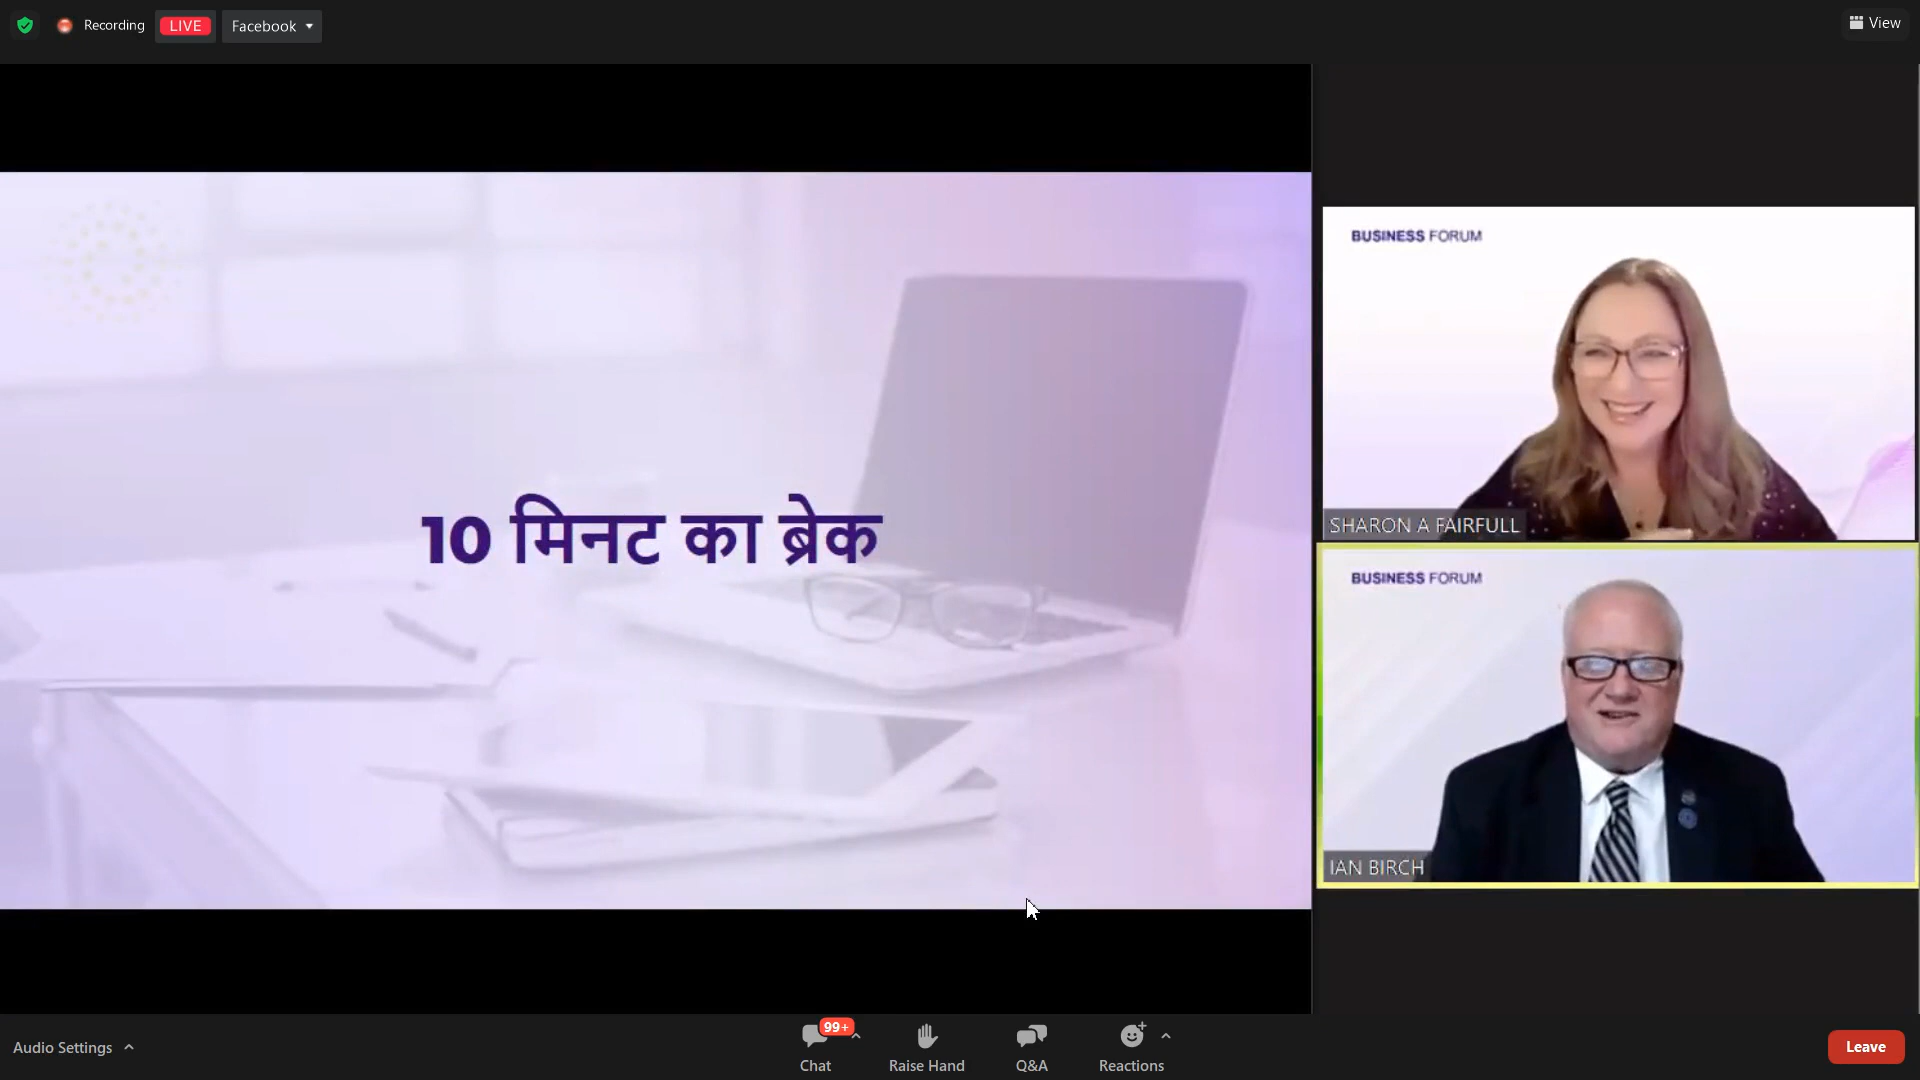 Recording
LIVE
Facebook
View
10 मिनट का ब्रेक
BUSINESS FORUM
SHARON A FAIRFULL
BUSINESS FORUM
IAN BIRCH
Audio Settings
99+
Chat
Raise Hand
Q&A
Reactions
Leave